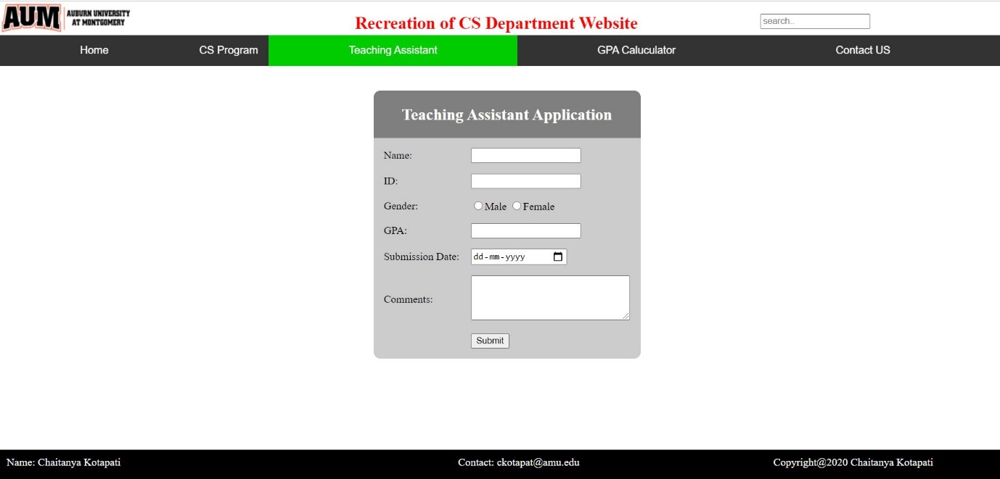 AUM AUBURN UNIVERSITY
AT MONTGOMERY
Recreation of CS Department Website
search..
Home CS Program Teaching Assistant GPA Caluculator Contact US
Teaching Assistant Application
Name:
ID:
Gender: Male Female
GPA:
Submission Date: dd-mm-yyyy
Comments:
Submit
Name: Chaitanya Kotapati Contact: ckotapat@amu.edu Copyright@2020 Chaitanya Kotapati